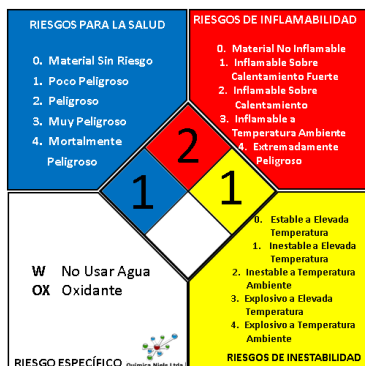 RIESGOS PARA LA SALUD
0. Material Sin Riesgo
1. Poco Peligroso
2. Peligroso
3. Muy Peligroso
4. Mortalmente
Peligroso
RIESGOS DE INFLAMABILIDAD
0. Material No Inflamable
1. Inflamable Sobre
Calentamiento Fuerte
2. Inflamable Sobre
Calentamiento
3. Inflamable a
Temperatura Ambiente
4. Extremadamente
Peligroso
2
1
1
W No Usar Agua
OX Oxidante
RIESGO ESPECÍFICO
Química Niels Ltda
0. Estable a Elevada
Temperatura
1. Inestable a Elevada
Temperatura
2. Inestable a Temperatura
Ambiente
3. Explosivo a Elevada
Temperatura
4. Explosivo a Temperatura
Ambiente
RIESGOS DE INESTABILIDAD